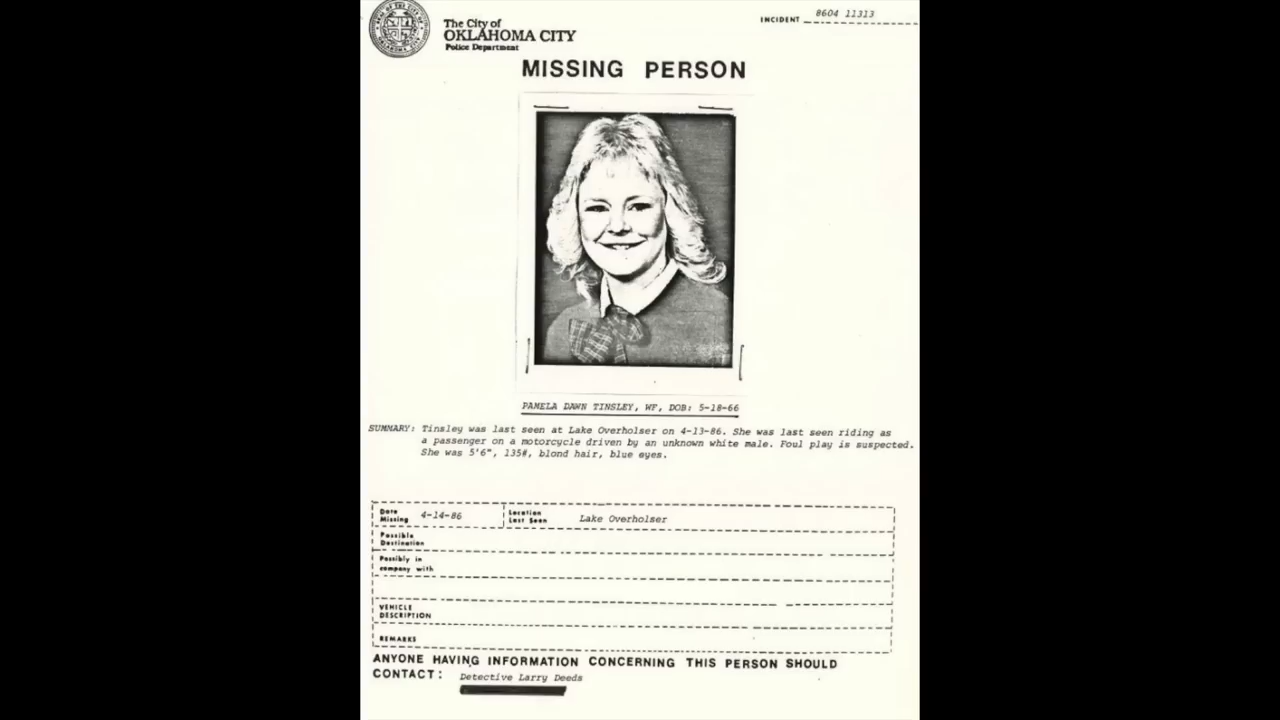 The City of
OKLAHOMA CITY
Police Department
INCIDENT 8604 11313
MISSING PERSON
PAMELA DAWN TINSLEY, WF, DOB: 5-18-66
SUMMARY: Tinsley was last seen at Lake Overholser on 4-13-86. She was last seen riding as
a passenger on a motorcycle driven by an unknown white male. Foul play is suspected.
She was 5'6", 135#, blond hair, blue eyes.
Date Missing 4-14-86 Location Last Seen Lake Overholser
Possible
Destination
Possibly in
company with
VEHICLE
DESCRIPTION
REMARKS
ANYONE HAVING INFORMATION CONCERNING THIS PERSON SHOULD
CONTACT: Detective Larry Deeds